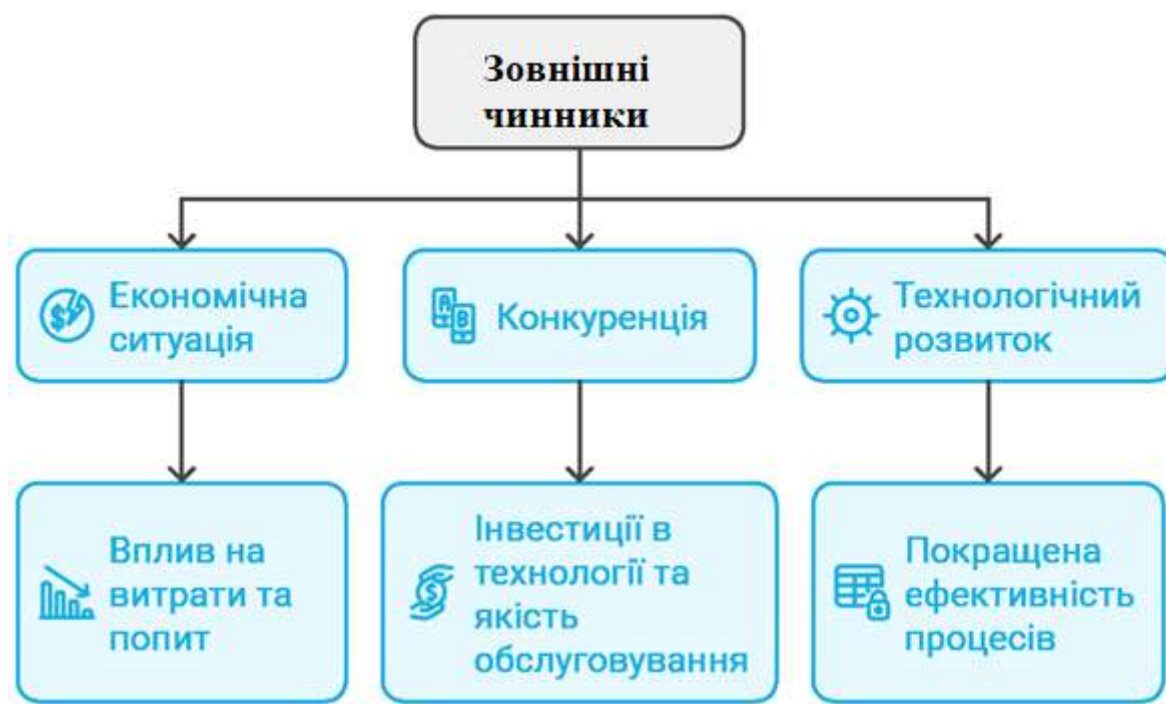 Зовнішні
чинники
Економічна
ситуація
Конкуренція
Технологічний
розвиток
Вплив на
витрати та
попит
Інвестиції в
технології та
якість
обслуговування
Покращена
ефективність
процесів
A
B
$
$